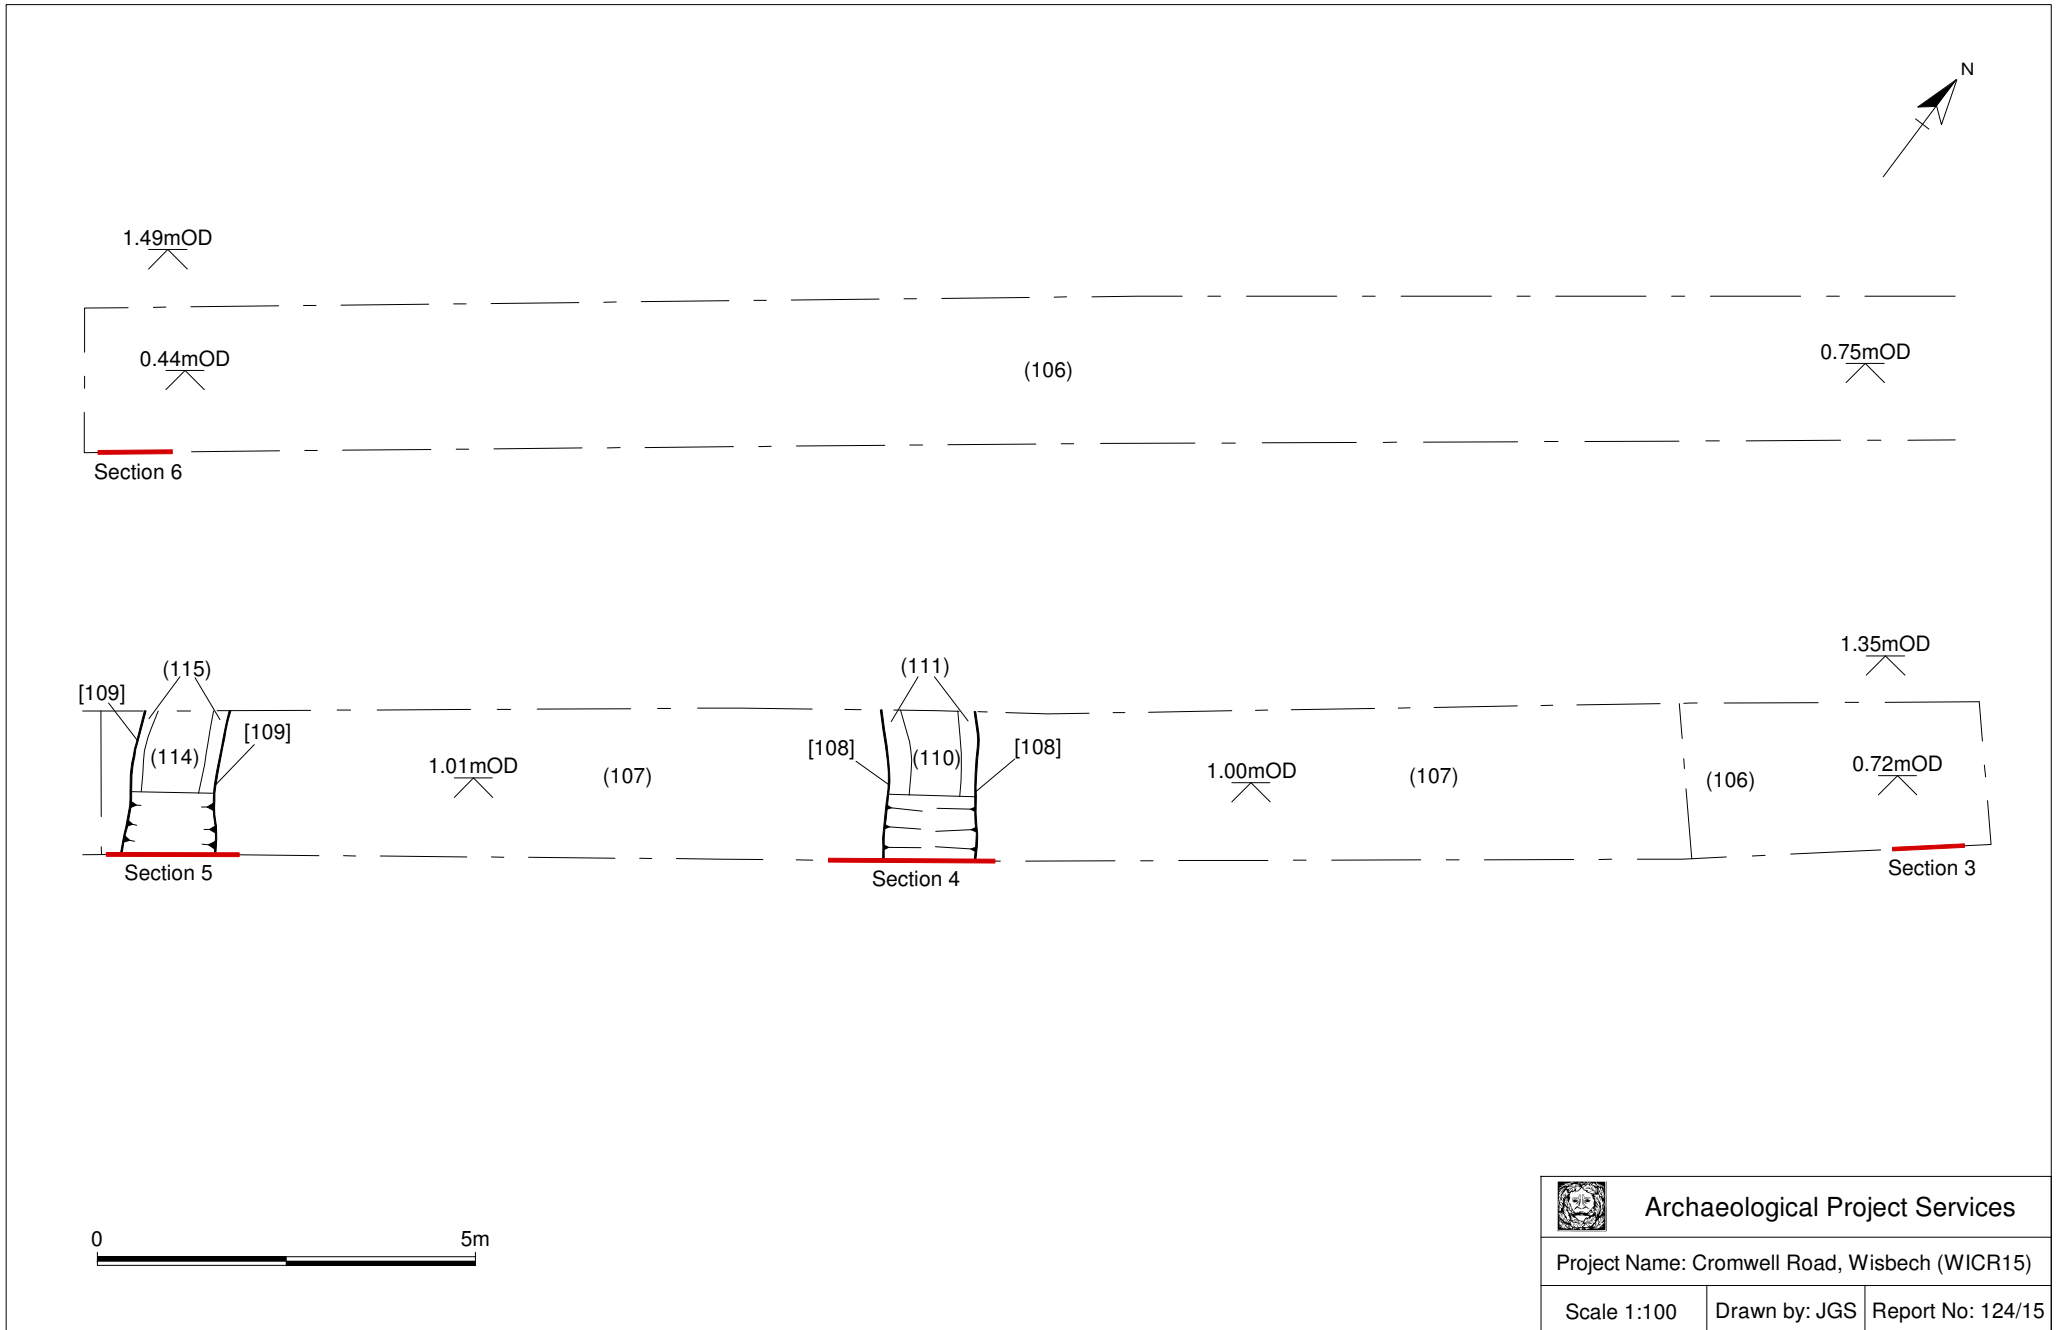 N
1.49mOD
0.44mOD
(106)
0.75mOD
Section 6
1.35mOD
(115)
(111)
[109]
[109]
(114)
[108]
(110)
[108]
1.01mOD
(107)
1.00mOD
(107)
(106)
0.72mOD
Section 5
Section 4
Section 3
0 5m
Archaeological Project Services
Project Name: Cromwell Road, Wisbech (WICR15)
Scale 1:100 Drawn by: JGS Report No: 124/15